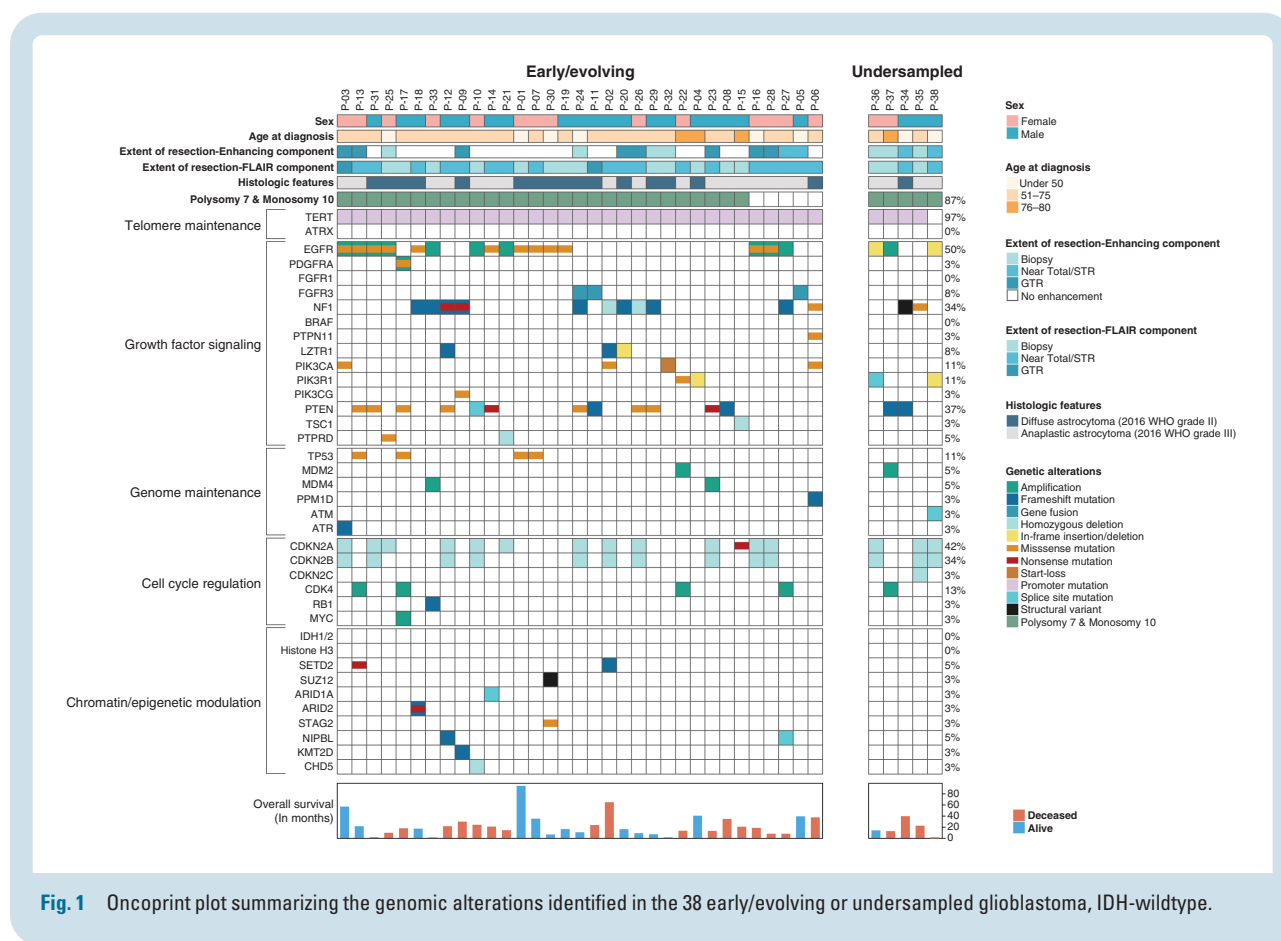 Early/evolving
Undersampled
P-03 P-13 P-31 P-25 P-17 P-18 P-33 P-12 P-09 P-10 P-14 P-21 P-01 P-07 P-30 P-19 P-24 P-11 P-02 P-20 P-26 P-29 P-32 P-22 P-04 P-23 P-08 P-15 P-16 P-28 P-27 P-05 P-06
P-36 P-37 P-34 P-35 P-38
Sex
Age at diagnosis
Extent of resection-Enhancing component
Extent of resection-FLAIR component
Histologic features
Polysomy 7 & Monosomy 10 87%
Telomere maintenance
TERT 97%
ATRX 0%
Growth factor signaling
EGFR 50%
PDGFRA 3%
FGFR1 0%
FGFR3 8%
NF1 34%
BRAF 0%
PTPN11 3%
LZTR1 8%
PIK3CA 11%
PIK3R1 11%
PIK3CG 3%
PTEN 37%
TSC1 3%
PTPRD 5%
Genome maintenance
TP53 11%
MDM2 5%
MDM4 5%
PPM1D 3%
ATM 3%
ATR 3%
Cell cycle regulation
CDKN2A 42%
CDKN2B 34%
CDKN2C 3%
CDK4 13%
RB1 3%
MYC 3%
Chromatin/epigenetic modulation
IDH1/2 0%
Histone H3 0%
SETD2 5%
SUZ12 3%
ARID1A 3%
ARID2 3%
STAG2 3%
NIPBL 5%
KMT2D 3%
CHD5 3%
Overall survival
(In months)
80
60
40
20
0
Sex
Female
Male
Age at diagnosis
Under 50
51–75
76–80
Extent of resection-Enhancing component
Biopsy
Near Total/STR
GTR
No enhancement
Extent of resection-FLAIR component
Biopsy
Near Total/STR
GTR
Histologic features
Diffuse astrocytoma (2016 WHO grade II)
Anaplastic astrocytoma (2016 WHO grade III)
Genetic alterations
Amplification
Frameshift mutation
Gene fusion
Homozygous deletion
In-frame insertion/deletion
Misssense mutation
Nonsense mutation
Start-loss
Promoter mutation
Splice site mutation
Structural variant
Polysomy 7 & Monosomy 10
Deceased
Alive
Fig. 1 Oncoprint plot summarizing the genomic alterations identified in the 38 early/evolving or undersampled glioblastoma, IDH-wildtype.